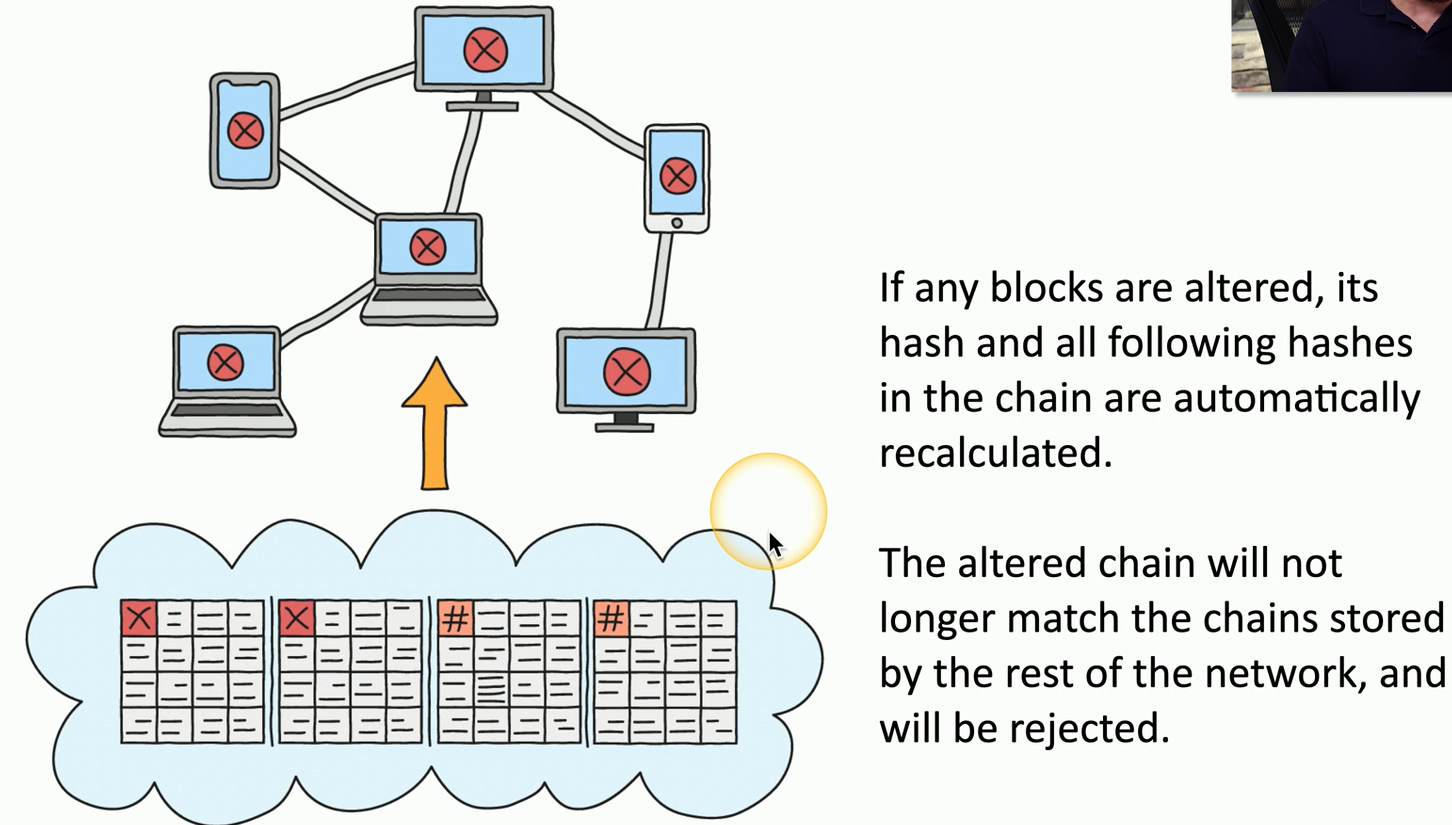 If any blocks are altered, its
hash and all following hashes
in the chain are automatically
recalculated.
The altered chain will not
longer match the chains stored
by the rest of the network, and
will be rejected.
# #